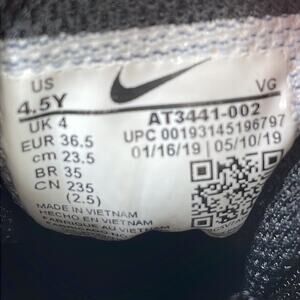 US VG
4.5Y AT3441-002
UK 4 UPC 00193145196797
EUR 36.5 01/16/19 | 05/10/19
cm 23.5
BR 35
CN 235
(2.5)
MADE IN VIETNAM
HECHO EN VIETNAM
VIETNAM